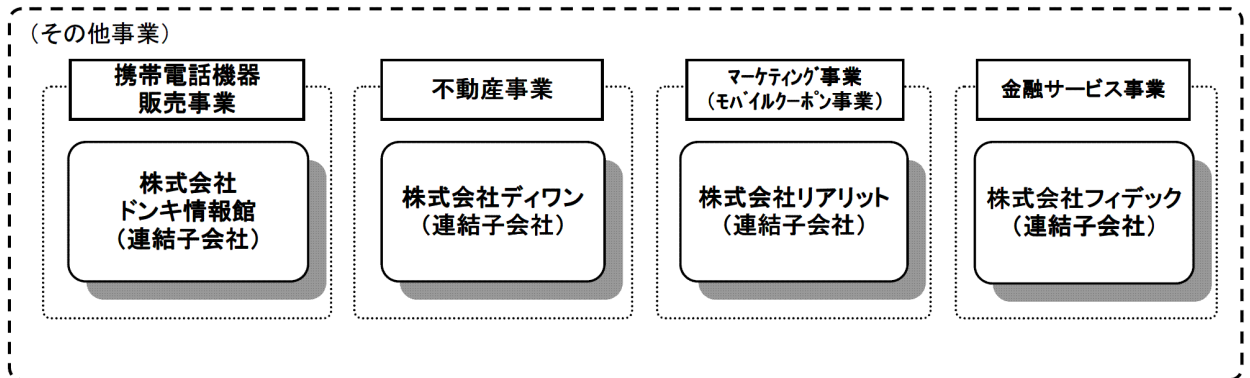 (その他事業)
携帯電話機器
販売事業
株式会社
ドンキ情報館
(連結子会社)
不動産事業
株式会社ディワン
(連結子会社)
ﾏｰｹﾃｨﾝｸﾞ事業
(ﾓﾊﾞｲﾙｸｰﾎﾟﾝ事業)
株式会社リアリット
(連結子会社)
金融サービス事業
株式会社フィデック
(連結子会社)